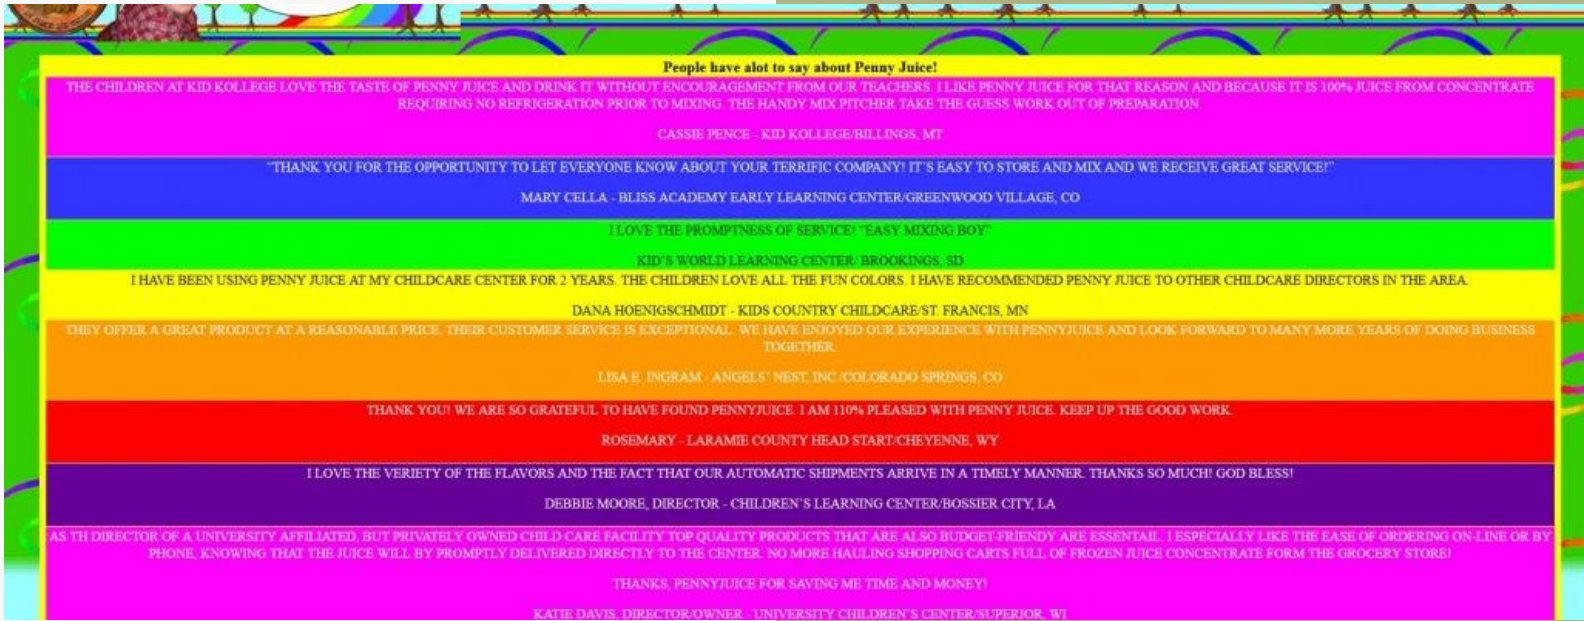 People have alot to say about Penny Juice!
THE CHILDREN AT KID KOLLEGE LOVE THE TASTE OF PENNY JUICE AND DRINK IT WITHOUT ENCOURAGEMENT FROM OUR TEACHERS. I LIKE PENNY JUICE FOR THAT REASON AND BECAUSE IT IS 100% JUICE FROM CONCENTRATE
REQUIRING NO REFRIGERATION PRIOR TO MIXING. THE HANDY MIX PITCHER TAKE THE GUESS WORK OUT OF PREPARATION
CASSIE PENCE - KID KOLLEGE/BILLINGS, MT
"THANK YOU FOR THE OPPORTUNITY TO LET EVERYONE KNOW ABOUT YOUR TERRIFIC COMPANY! IT'S EASY TO STORE AND MIX AND WE RECEIVE GREAT SERVICE!"
MARY CELLA - BLISS ACADEMY EARLY LEARNING CENTER/GREENWOOD VILLAGE, CO
I LOVE THE PROMPTNESS OF SERVICE! "EASY MIXING BOY"
KID'S WORLD LEARNING CENTER/ BROOKINGS, SD
I HAVE BEEN USING PENNY JUICE AT MY CHILDCARE CENTER FOR 2 YEARS. THE CHILDREN LOVE ALL THE FUN COLORS. I HAVE RECOMMENDED PENNY JUICE TO OTHER CHILDCARE DIRECTORS IN THE AREA.
DANA HOENIGSCHMIDT - KIDS COUNTRY CHILDCARE/ST. FRANCIS, MN
THEY OFFER A GREAT PRODUCT AT A REASONABLE PRICE. THEIR CUSTOMER SERVICE IS EXCEPTIONAL. WE HAVE ENJOYED OUR EXPERIENCE WITH PENNYJUICE AND LOOK FORWARD TO MANY MORE YEARS OF DOING BUSINESS
TOGETHER.
LISA E. INGRAM - ANGELS' NEST, INC./COLORADO SPRINGS, CO
THANK YOU! WE ARE SO GRATEFUL TO HAVE FOUND PENNYJUICE. I AM 110% PLEASED WITH PENNY JUICE. KEEP UP THE GOOD WORK.
ROSEMARY - LARAMIE COUNTY HEAD START/CHEYENNE, WY
I LOVE THE VERIETY OF THE FLAVORS AND THE FACT THAT OUR AUTOMATIC SHIPMENTS ARRIVE IN A TIMELY MANNER. THANKS SO MUCH! GOD BLESS!
DEBBIE MOORE, DIRECTOR - CHILDREN'S LEARNING CENTER/BOSSIER CITY, LA
AS TH DIRECTOR OF A UNIVERSITY AFFILIATED, BUT PRIVATELY OWNED CHILD CARE FACILITY TOP QUALITY PRODUCTS THAT ARE ALSO BUDGET-FRIENDY ARE ESSENTAIL. I ESPECIALLY LIKE THE EASE OF ORDERING ON-LINE OR BY
PHONE, KNOWING THAT THE JUICE WILL BY PROMPTLY DELIVERED DIRECTLY TO THE CENTER. NO MORE HAULING SHOPPING CARTS FULL OF FROZEN JUICE CONCENTRATE FORM THE GROCERY STORE!
THANKS, PENNYJUICE FOR SAVING ME TIME AND MONEY!
KATIE DAVIS, DIRECTOR/OWNER - UNIVERSITY CHILDREN'S CENTER/SUPERIOR, WI